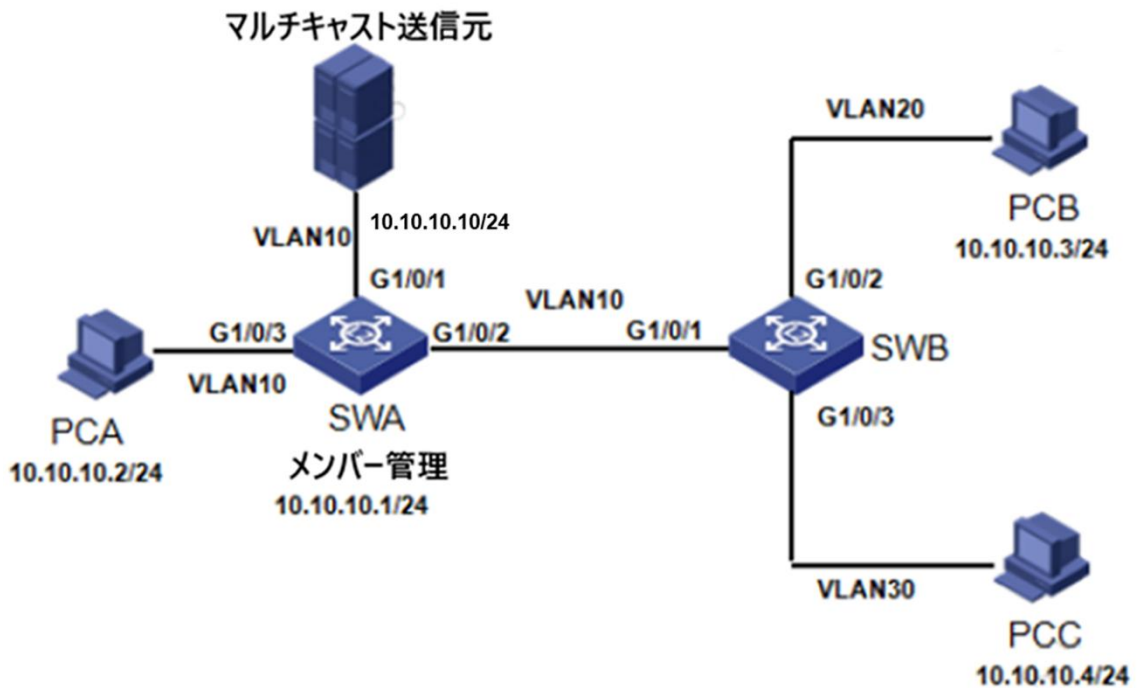 マルチキャスト送信元
VLAN20
PCB
10.10.10.3/24
10.10.10.10/24
VLAN10
G1/0/1
G1/0/2
VLAN10
G1/0/3
G1/0/2
G1/0/1
SWB
VLAN10
PCA
10.10.10.2/24
SWA
メンバー管理
10.10.10.1/24
G1/0/3
VLAN30
PCC
10.10.10.4/24